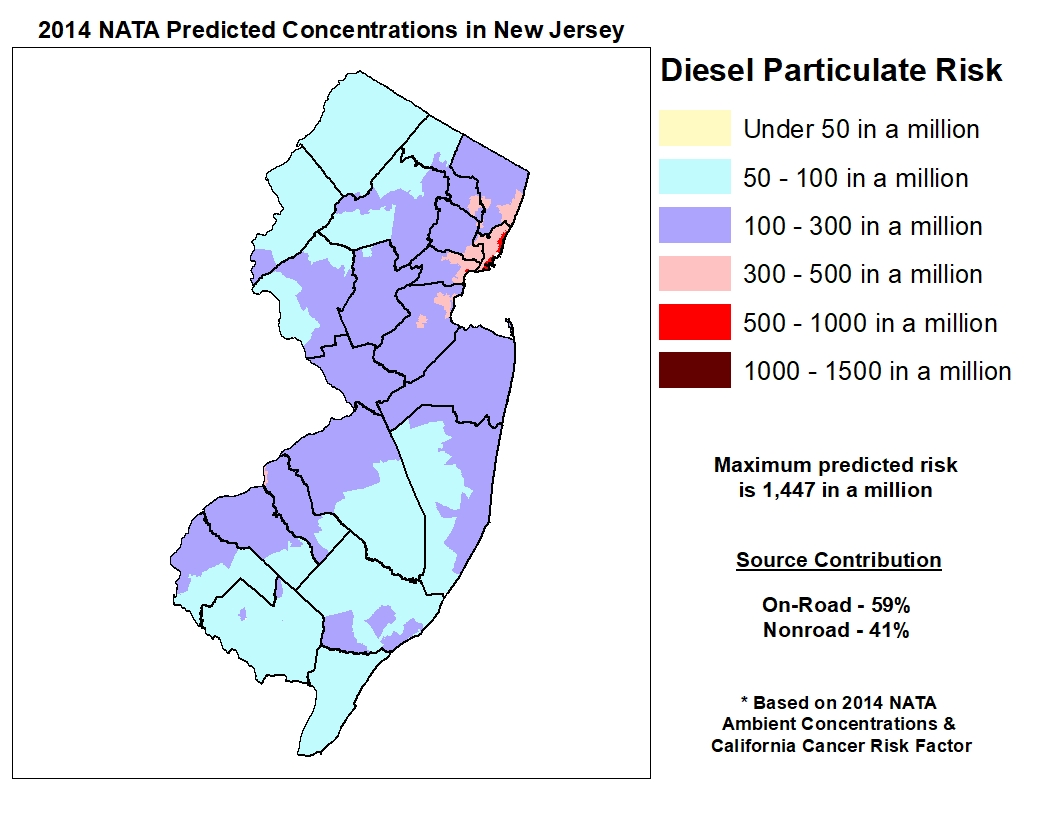 2014 NATA Predicted Concentrations in New Jersey
Diesel Particulate Risk
Under 50 in a million
50 - 100 in a million
100 - 300 in a million
300 - 500 in a million
500 - 1000 in a million
1000 - 1500 in a million
Maximum predicted risk
is 1,447 in a million
Source Contribution
On-Road - 59%
Nonroad - 41%
* Based on 2014 NATA
Ambient Concentrations &
California Cancer Risk Factor